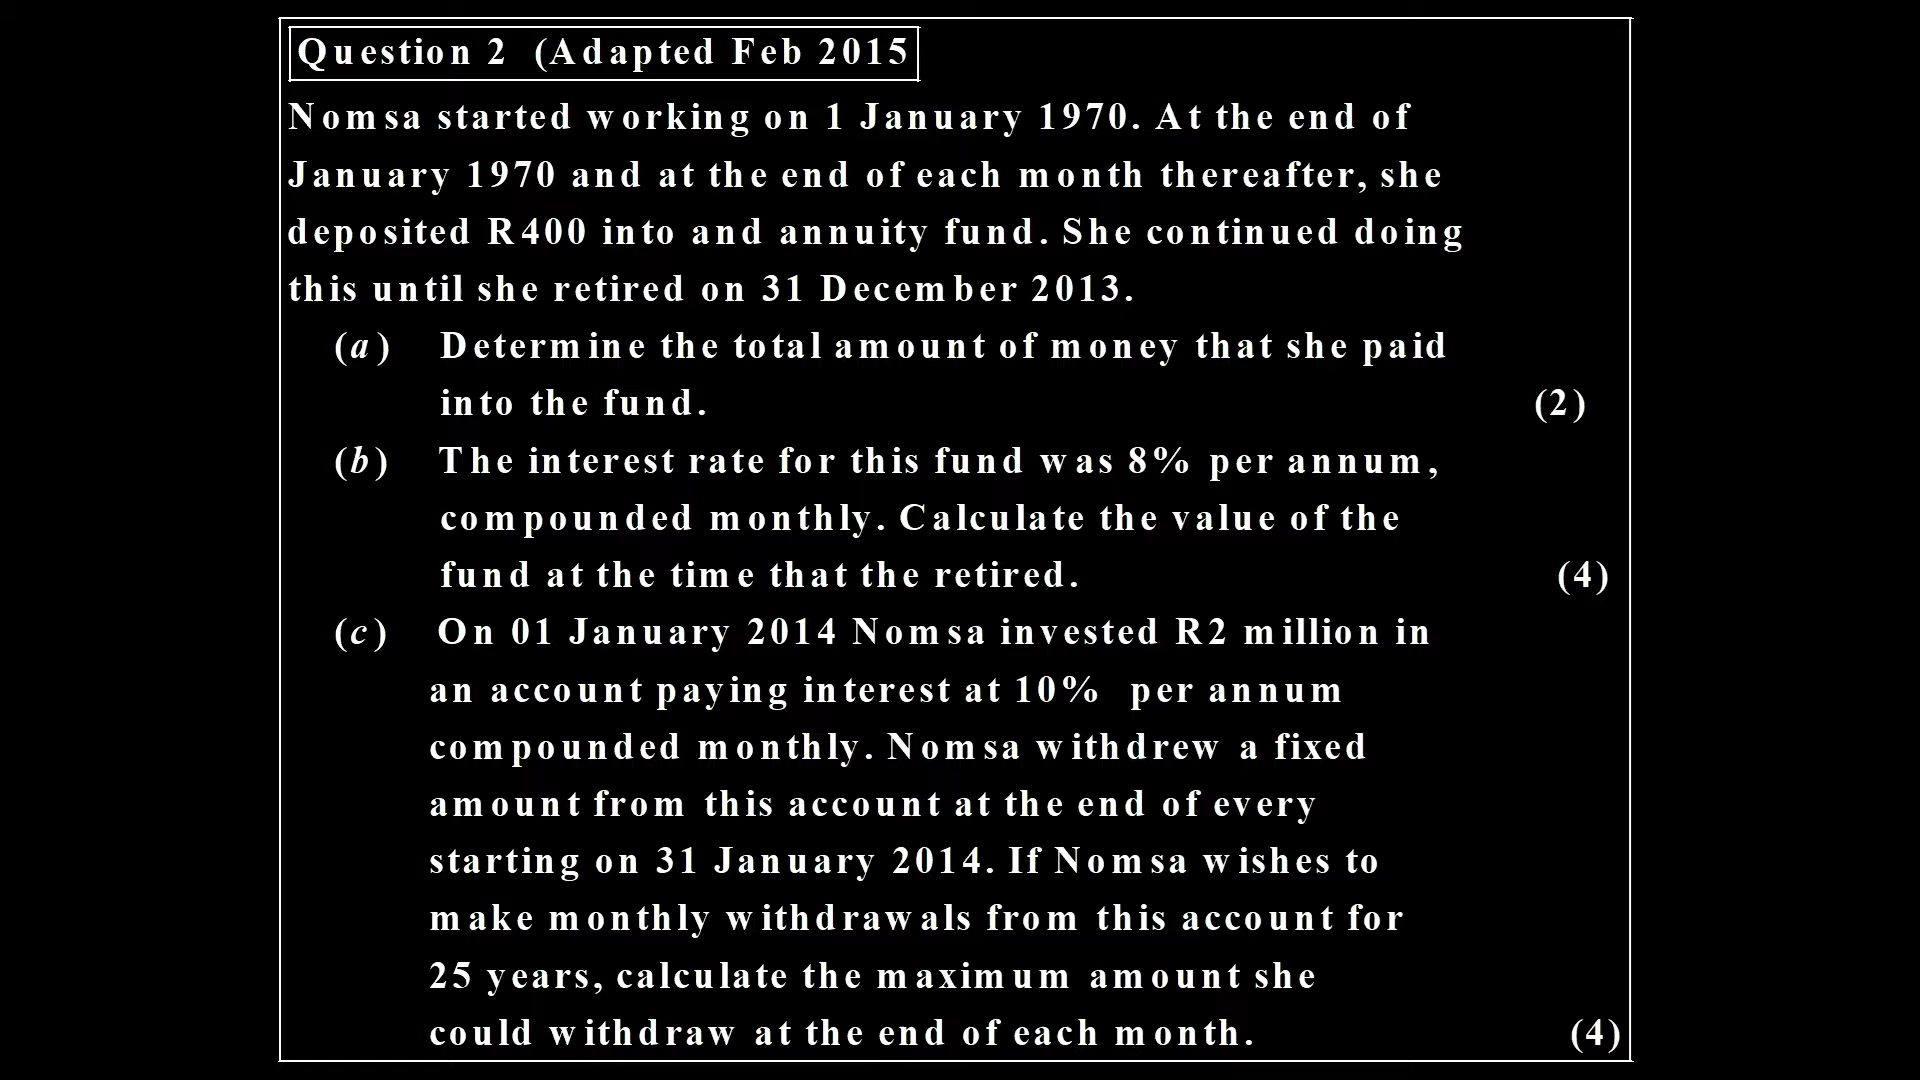 Question 2 (Adapted Feb 2015
Nomsa started working on 1 January 1970. At the end of
January 1970 and at the end of each month thereafter, she
deposited R400 into and annuity fund. She continued doing
this until she retired on 31 December 2013.
(a) Determine the total amount of money that she paid
into the fund. (2)
(b) The interest rate for this fund was 8% per annum,
compounded monthly. Calculate the value of the
fund at the time that the retired. (4)
(c) On 01 January 2014 Nomsa invested R2 million in
an account paying interest at 10% per annum
compounded monthly. Nomsa withdrew a fixed
amount from this account at the end of every
starting on 31 January 2014. If Nomsa wishes to
make monthly withdrawals from this account for
25 years, calculate the maximum amount she
could withdraw at the end of each month. (4)